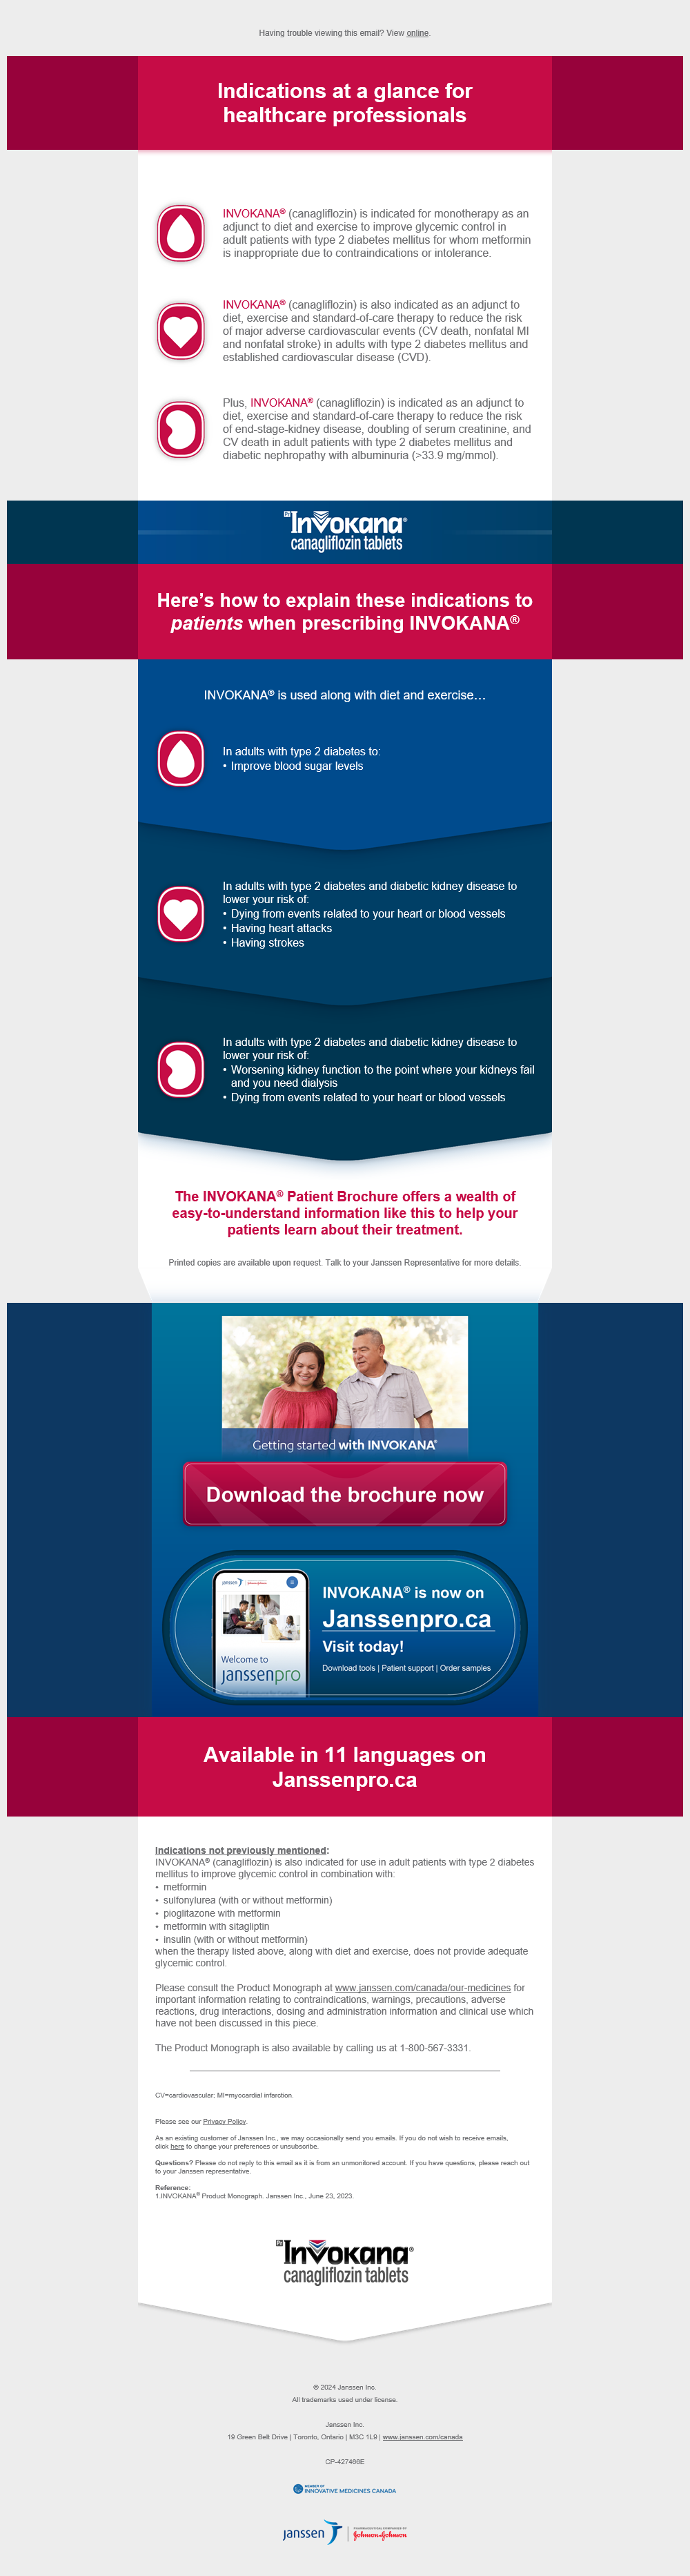 Having trouble viewing this email? View online.
Indications at a glance for
healthcare professionals
INVOKANA® (canagliflozin) is indicated for monotherapy as an
adjunct to diet and exercise to improve glycemic control in
adult patients with type 2 diabetes mellitus for whom metformin
is inappropriate due to contraindications or intolerance.
INVOKANA® (canagliflozin) is also indicated as an adjunct to
diet, exercise and standard-of-care therapy to reduce the risk
of major adverse cardiovascular events (CV death, nonfatal MI
and nonfatal stroke) in adults with type 2 diabetes mellitus and
established cardiovascular disease (CVD).
Plus, INVOKANA® (canagliflozin) is indicated as an adjunct to
diet, exercise and standard-of-care therapy to reduce the risk
of end-stage-kidney disease, doubling of serum creatinine, and
CV death in adult patients with type 2 diabetes mellitus and
diabetic nephropathy with albuminuria (>33.9 mg/mmol).
Pr Invokana®
canagliflozin tablets
Here’s how to explain these indications to
patients when prescribing INVOKANA®
INVOKANA® is used along with diet and exercise…
In adults with type 2 diabetes to:
• Improve blood sugar levels
In adults with type 2 diabetes and diabetic kidney disease to
lower your risk of:
• Dying from events related to your heart or blood vessels
• Having heart attacks
• Having strokes
In adults with type 2 diabetes and diabetic kidney disease to
lower your risk of:
• Worsening kidney function to the point where your kidneys fail
and you need dialysis
• Dying from events related to your heart or blood vessels
The INVOKANA® Patient Brochure offers a wealth of
easy-to-understand information like this to help your
patients learn about their treatment.
Printed copies are available upon request. Talk to your Janssen Representative for more details.
Getting started with INVOKANA®
Download the brochure now
janssen
Johnson&Johnson
Welcome to
janssenpro
INVOKANA® is now on
Janssenpro.ca
Visit today!
Download tools | Patient support | Order samples
Available in 11 languages on
Janssenpro.ca
Indications not previously mentioned:
INVOKANA® (canagliflozin) is also indicated for use in adult patients with type 2 diabetes
mellitus to improve glycemic control in combination with:
• metformin
• sulfonylurea (with or without metformin)
• pioglitazone with metformin
• metformin with sitagliptin
• insulin (with or without metformin)
when the therapy listed above, along with diet and exercise, does not provide adequate
glycemic control.
Please consult the Product Monograph at www.janssen.com/canada/our-medicines for
important information relating to contraindications, warnings, precautions, adverse
reactions, drug interactions, dosing and administration information and clinical use which
have not been discussed in this piece.
The Product Monograph is also available by calling us at 1-800-567-3331.
CV=cardiovascular; MI=myocardial infarction
Please see our Privacy Policy.
As an existing customer of Janssen Inc., we may occasionally send you emails. If you do not wish to receive emails,
click here to change your preferences or unsubscribe.
Questions? Please do not reply to this email as it is from an unmonitored account. If you have questions, please reach out
to your Janssen representative.
Reference:
1.INVOKANA® Product Monograph. Janssen Inc., June 23, 2023.
Pr Invokana®
canagliflozin tablets
© 2024 Janssen Inc.
All trademarks used under license.
Janssen Inc.
19 Green Belt Drive | Toronto, Ontario | M3C 1L9 | www.janssen.com/canada
CP-427466E
MEMBER OF
INNOVATIVE MEDICINES CANADA
janssen
PHARMACEUTICAL COMPANIES OF
Johnson&Johnson